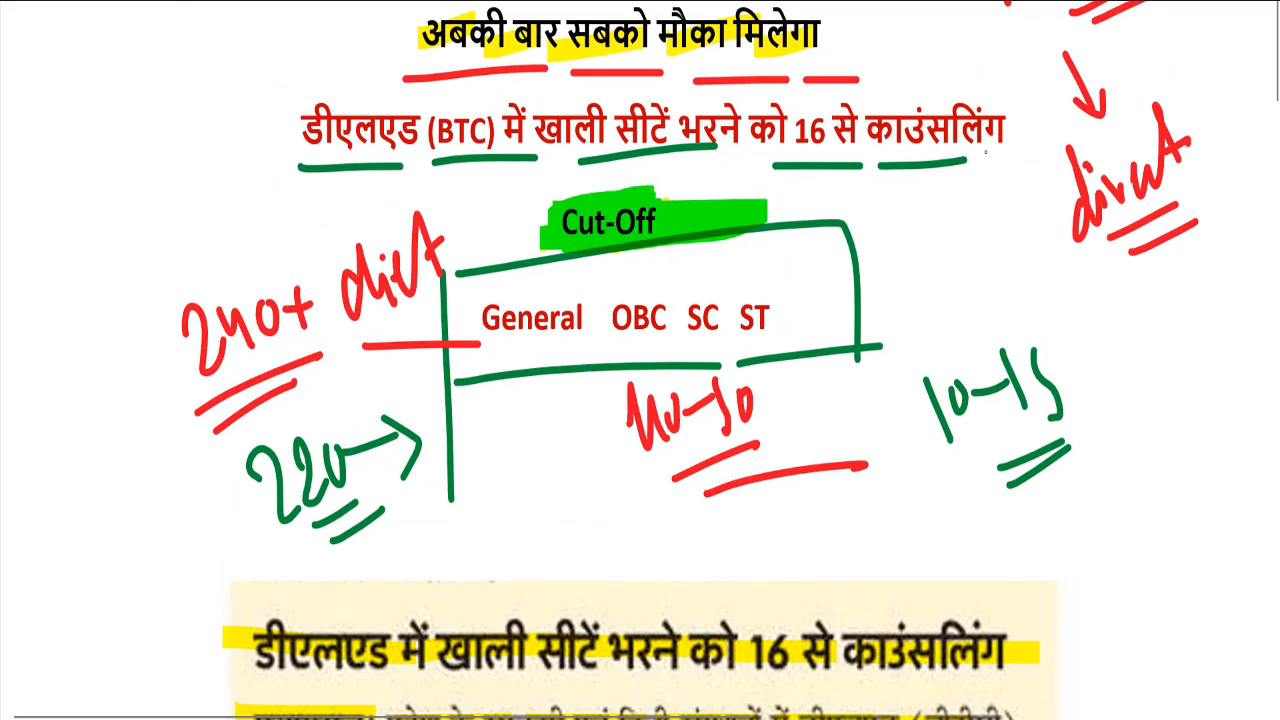 अबकी बार सबको मौका मिलेगा
डीएलएड (BTC) में खाली सीटें भरने को 16 से काउंसलिंग
direct
Cut-Off
240+ diet
General OBC SC ST
40-50
10-15
220
डीएलएड में खाली सीटें भरने को 16 से काउंसलिंग